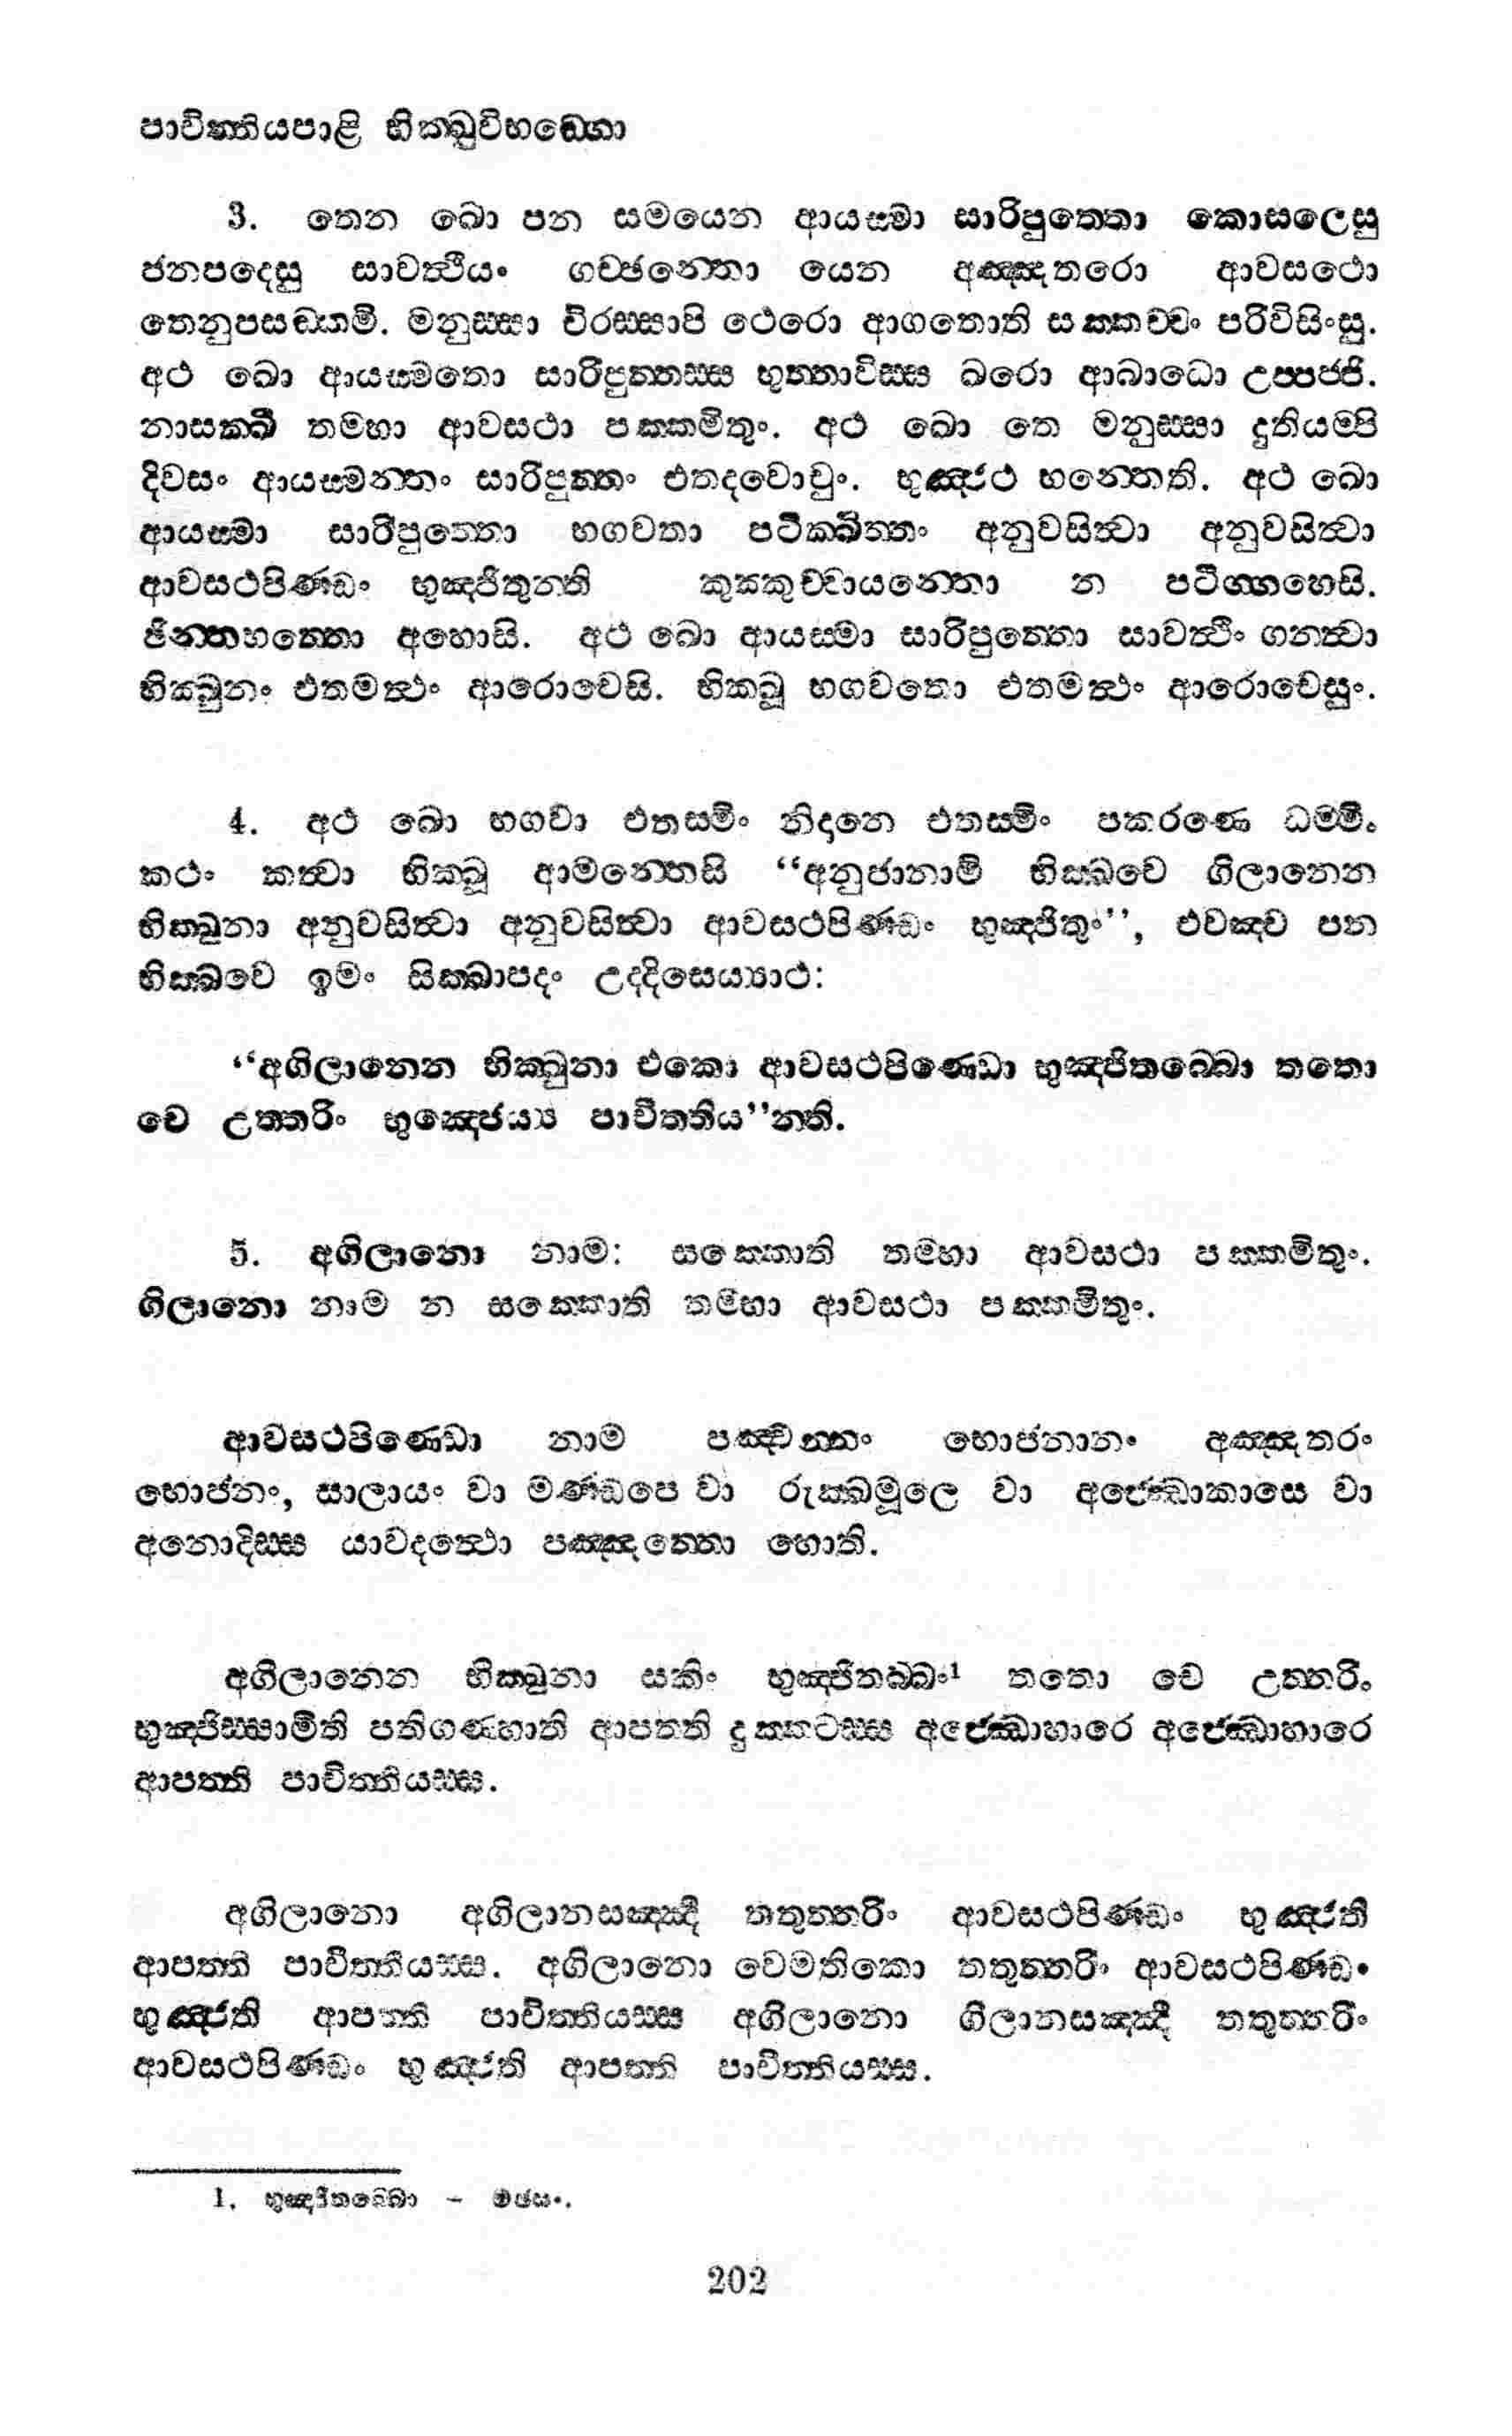 පාචිත්තියපාළි භික්ඛුවිභඞ්ගො
3. තෙන ඛො පන සමයෙන ආයස්මා සාරිපුත්තො කොසලෙසු
ජනපදෙසු සාවත්ථියං ගච්ඡන්තො යෙන අඤ්ඤතරො ආවසථො
තෙනුපසඞ්කමි. මනුස්සා චිරස්සාපි ථෙරො ආගතොති සක්කච්චං පරිවිසිංසු.
අථ ඛො ආයස්මතො සාරිපුත්තස්ස භුත්තාවිස්ස ඛරො ආබාධො උප්පජ්ජි.
නාසක්ඛි තම්හා ආවසථා පක්කමිතුං. අථ ඛො තෙ මනුස්සා දුතියම්පි
දිවසං ආයස්මන්තං සාරිපුත්තං එතදවොචුං. භුඤ්ජථ භන්තෙති. අථ ඛො
ආයස්මා සාරිපුත්තො භගවතා පටික්ඛිත්තං අනුවසිත්වා අනුවසිත්වා
ආවසථපිණ්ඩං භුඤ්ජිතුන්ති කුක්කුච්චායන්තො න පටිග්ගහෙසි.
ඡින්නභත්තො අහොසි. අථ ඛො ආයස්මා සාරිපුත්තො සාවත්ථිං ගන්ත්වා
භික්ඛුනං එතමත්ථං ආරොචෙසි. භික්ඛූ භගවතො එතමත්ථං ආරොචෙසුං.
4. අථ ඛො භගවා එතස්මිං නිදානෙ එතස්මිං පකරණෙ ධම්මිං
කථං කත්වා භික්ඛූ ආමන්තෙසි “අනුජානාමි භික්ඛවෙ ගිලානෙන
භික්ඛුනා අනුවසිත්වා අනුවසිත්වා ආවසථපිණ්ඩං භුඤ්ජිතුං”, එවඤ්ච පන
භික්ඛවෙ ඉමං සික්ඛාපදං උද්දිසෙය්‍යාථ:
“අගිලානෙන භික්ඛුනා එකො ආවසථපිණ්ඩො භුඤ්ජිතබ්බො තතො
චෙ උත්තරිං භුඤ්ජෙය්‍ය පාචිත්තිය”න්ති.
5. අගිලානො නාම: සක්කොති තම්හා ආවසථා පක්කමිතුං.
ගිලානො නාම න සක්කොති තම්හා ආවසථා පක්කමිතුං.
ආවසථපිණ්ඩො නාම පඤ්චන්නං භොජනානං අඤ්ඤතරං
භොජනං, සාලායං වා මණ්ඩපෙ වා රුක්ඛමූලෙ වා අජ්ඣොකාසෙ වා
අනොදිස්ස යාවදත්ථො පඤ්ඤත්තො හොති.
අගිලානෙන භික්ඛුනා සකිං භුඤ්ජිතබ්බං¹ තතො චෙ උත්තරිං
භුඤ්ජිස්සාමීති පතිගණ්හාති ආපත්ති දුක්කටස්ස අජ්ඣොහාරෙ අජ්ඣොහාරෙ
ආපත්ති පාචිත්තියස්ස.
අගිලානො අගිලානසඤ්ඤී තතුත්තරිං ආවසථපිණ්ඩං භුඤ්ජති
ආපත්ති පාචිත්තියස්ස. අගිලානො වෙමතිකො තතුත්තරිං ආවසථපිණ්ඩං
භුඤ්ජති ආපත්ති පාචිත්තියස්ස අගිලානො ගිලානසඤ්ඤී තතුත්තරිං
ආවසථපිණ්ඩං භුඤ්ජති ආපත්ති පාචිත්තියස්ස.
1. භුඤ්ජිතබ්බො - මඡසං.
202